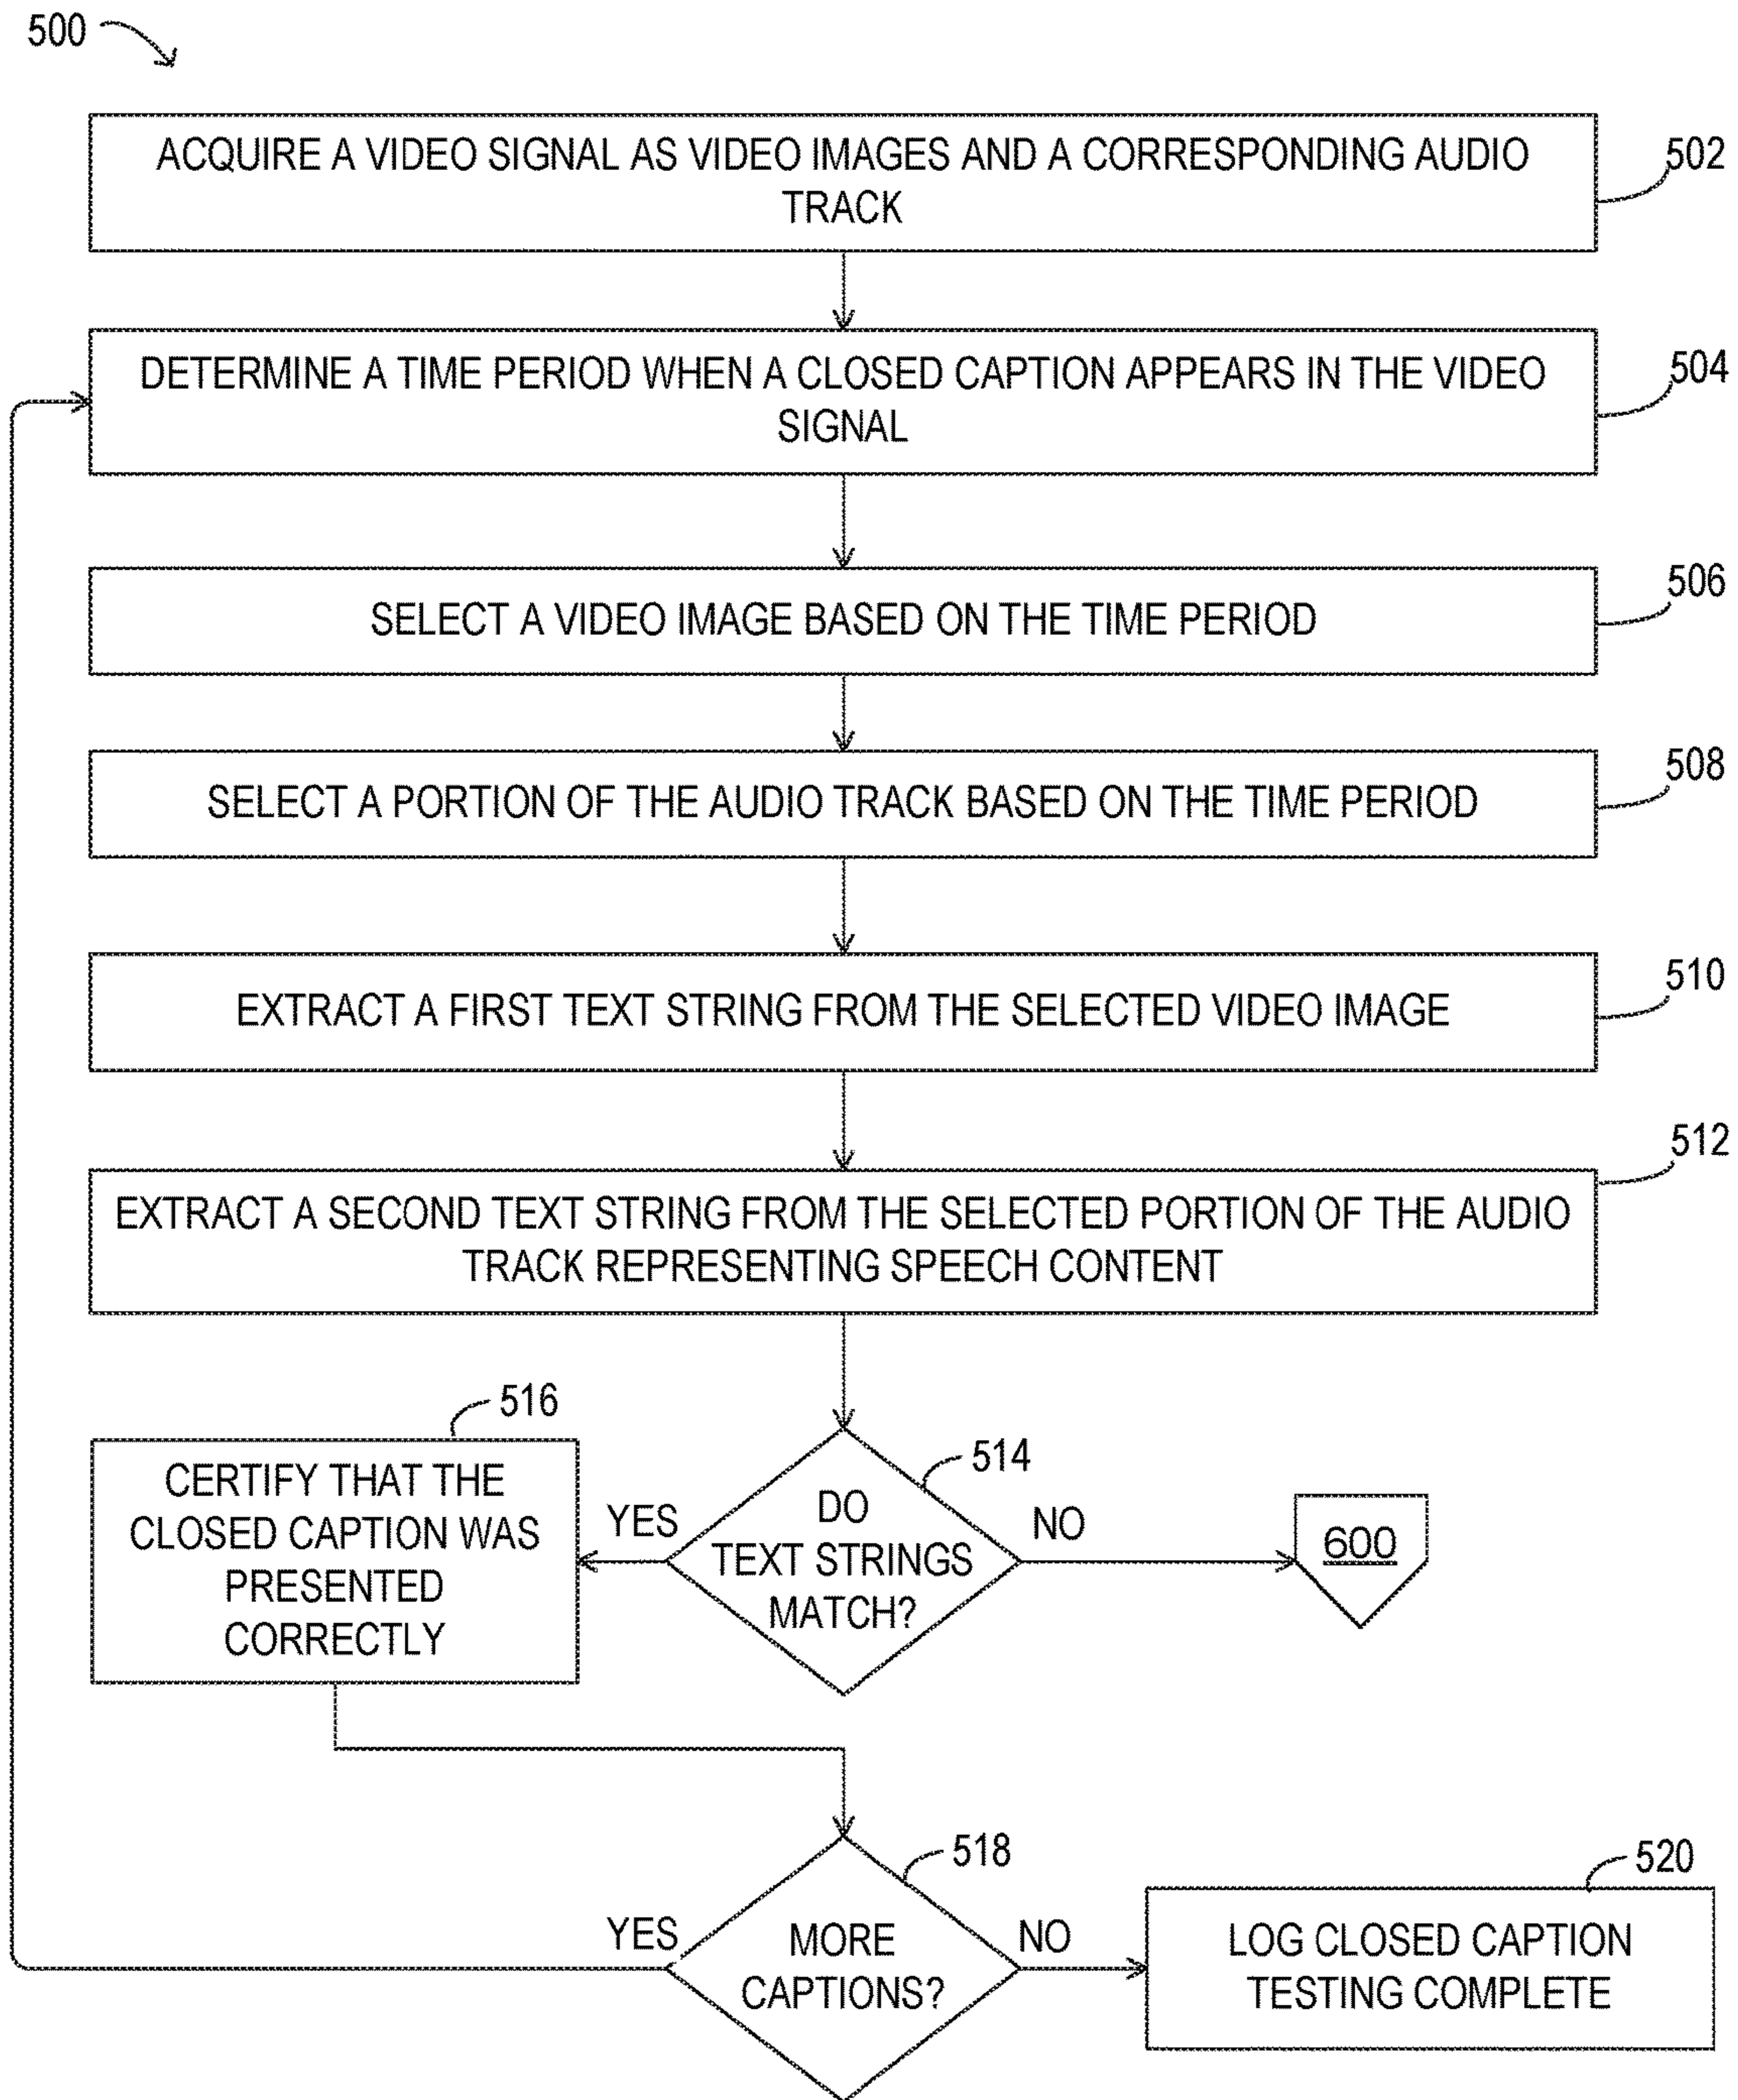 500
ACQUIRE A VIDEO SIGNAL AS VIDEO IMAGES AND A CORRESPONDING AUDIO
TRACK
502
DETERMINE A TIME PERIOD WHEN A CLOSED CAPTION APPEARS IN THE VIDEO
SIGNAL
504
SELECT A VIDEO IMAGE BASED ON THE TIME PERIOD
506
SELECT A PORTION OF THE AUDIO TRACK BASED ON THE TIME PERIOD
508
EXTRACT A FIRST TEXT STRING FROM THE SELECTED VIDEO IMAGE
510
EXTRACT A SECOND TEXT STRING FROM THE SELECTED PORTION OF THE AUDIO
TRACK REPRESENTING SPEECH CONTENT
512
516
CERTIFY THAT THE
CLOSED CAPTION WAS
PRESENTED
CORRECTLY
YES
514
DO
TEXT STRINGS
MATCH?
NO
600
518
YES
MORE
CAPTIONS?
NO
520
LOG CLOSED CAPTION
TESTING COMPLETE